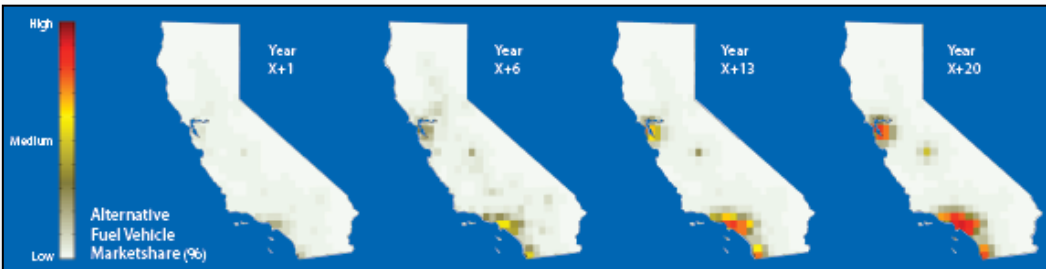 High
Medium
Low
Alternative
Fuel Vehicle
Marketshare (%)
Year
X+1
Year
X+6
Year
X+13
Year
X+20